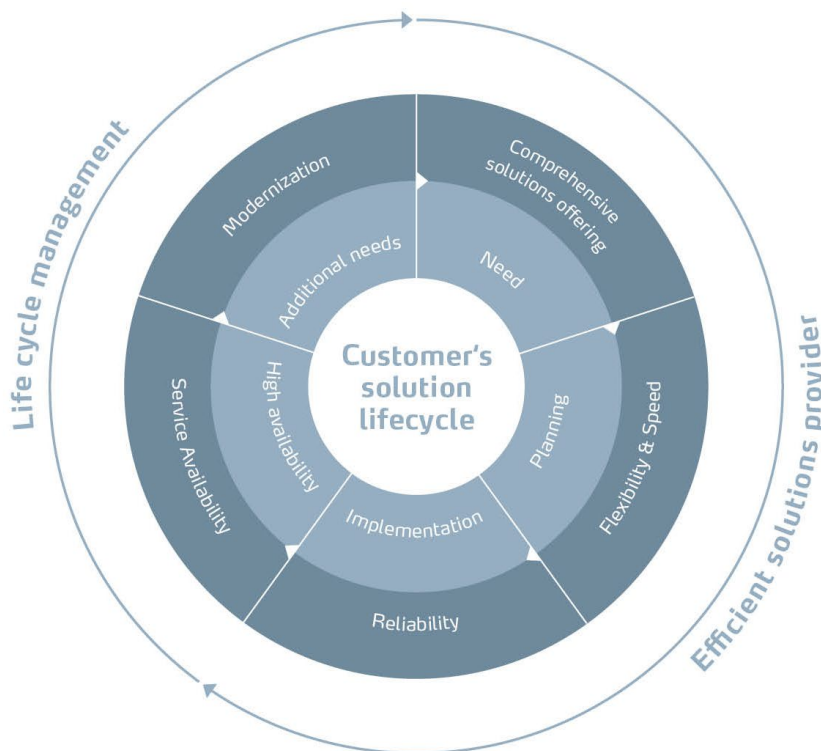 Life cycle management
Efficient solutions provider
Modernization
Comprehensive
solutions offering
Flexibility & Speed
Reliability
Service Availability
Additional needs
Need
Planning
Implementation
High availability
Customer‘s
solution
lifecycle